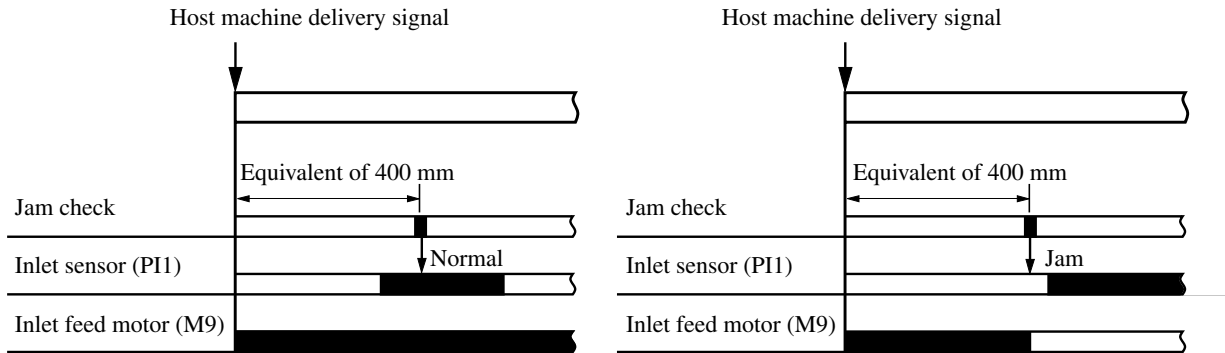 Host machine delivery signal
Equivalent of 400 mm
Jam check
Normal
Inlet sensor (PI1)
Inlet feed motor (M9)
Host machine delivery signal
Equivalent of 400 mm
Jam check
Jam
Inlet sensor (PI1)
Inlet feed motor (M9)